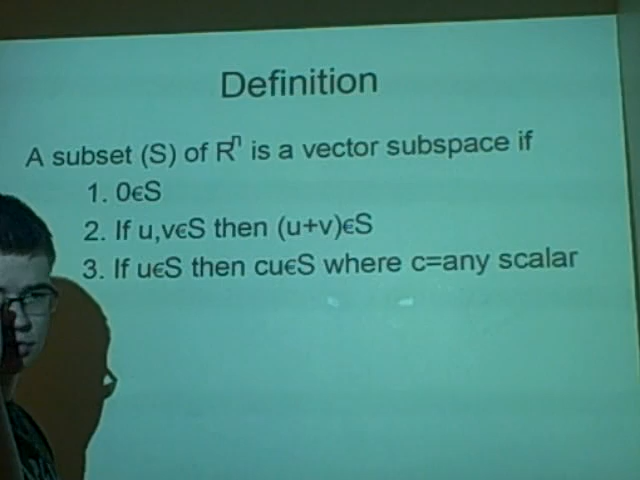 Definition
A subset (S) of Rⁿ is a vector subspace if
1. 0∈S
2. If u,v∈S then (u+v)∈S
3. If u∈S then cu∈S where c=any scalar